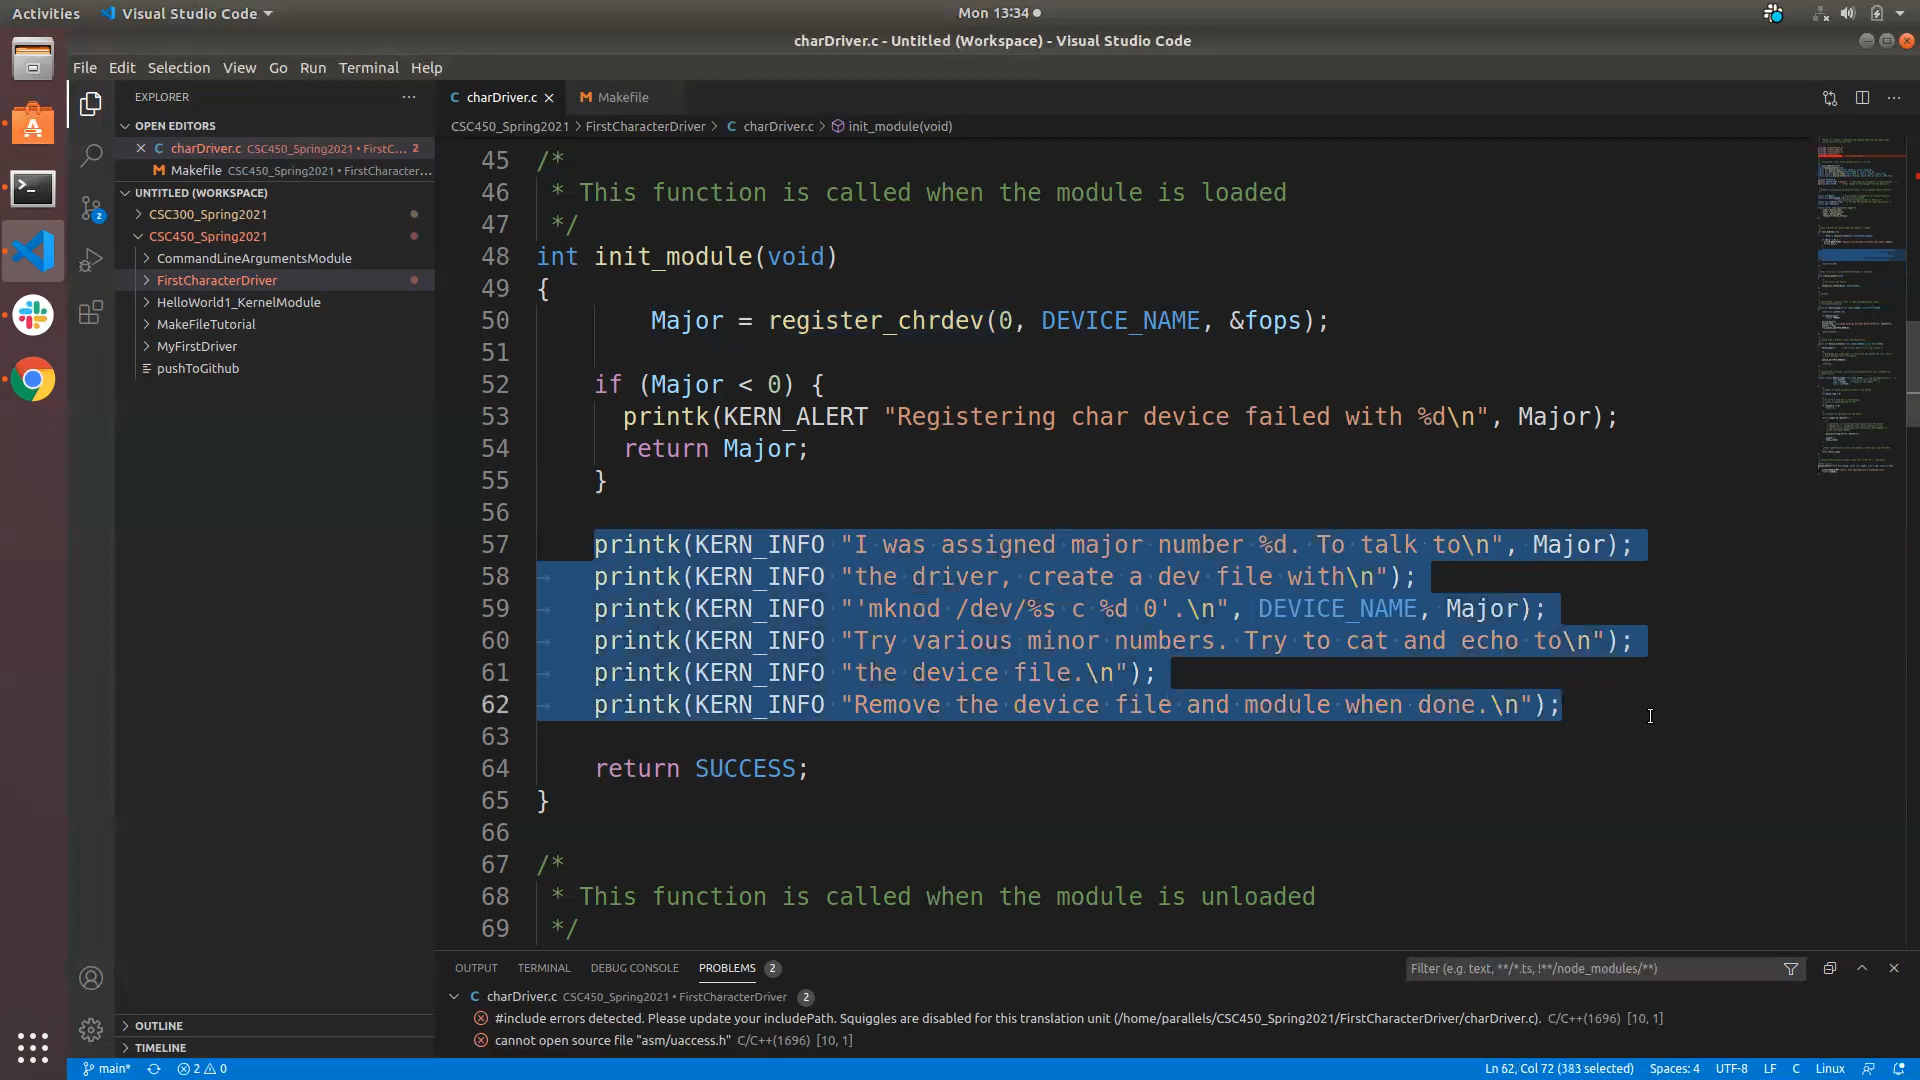 Activities
Visual Studio Code
Mon 13:34
charDriver.c - Untitled (Workspace) - Visual Studio Code
File Edit Selection View Go Run Terminal Help
EXPLORER
OPEN EDITORS
charDriver.c CSC450_Spring2021 • FirstC... 2
Makefile CSC450_Spring2021 • FirstCharacter...
UNTITLED (WORKSPACE)
CSC300_Spring2021
CSC450_Spring2021
CommandLineArgumentsModule
FirstCharacterDriver
HelloWorld1_KernelModule
MakeFileTutorial
MyFirstDriver
pushToGithub
OUTLINE
TIMELINE
2
charDriver.c
Makefile
CSC450_Spring2021 > FirstCharacterDriver > charDriver.c > init_module(void)
45 /*
46 * This function is called when the module is loaded
47 */
48 int init_module(void)
49 {
50 Major = register_chrdev(0, DEVICE_NAME, &fops);
51
52 if (Major < 0) {
53 printk(KERN_ALERT "Registering char device failed with %d\n", Major);
54 return Major;
55 }
56
57 printk(KERN_INFO "I was assigned major number %d. To talk to\n", Major);
58 printk(KERN_INFO "the driver, create a dev file with\n");
59 printk(KERN_INFO "'mknod /dev/%s c %d 0'.\n", DEVICE_NAME, Major);
60 printk(KERN_INFO "Try various minor numbers. Try to cat and echo to\n");
61 printk(KERN_INFO "the device file.\n");
62 printk(KERN_INFO "Remove the device file and module when done.\n");
63
64 return SUCCESS;
65 }
66
67 /*
68 * This function is called when the module is unloaded
69 */
OUTPUT TERMINAL DEBUG CONSOLE PROBLEMS 2
Filter (e.g. text, **/*.ts, !**/node_modules/**)
charDriver.c CSC450_Spring2021 • FirstCharacterDriver 2
#include errors detected. Please update your includePath. Squiggles are disabled for this translation unit (/home/parallels/CSC450_Spring2021/FirstCharacterDriver/charDriver.c). C/C++(1696) [10, 1]
cannot open source file "asm/uaccess.h" C/C++(1696) [10, 1]
main* 2 0 Ln 62, Col 72 (383 selected) Spaces: 4 UTF-8 LF C Linux